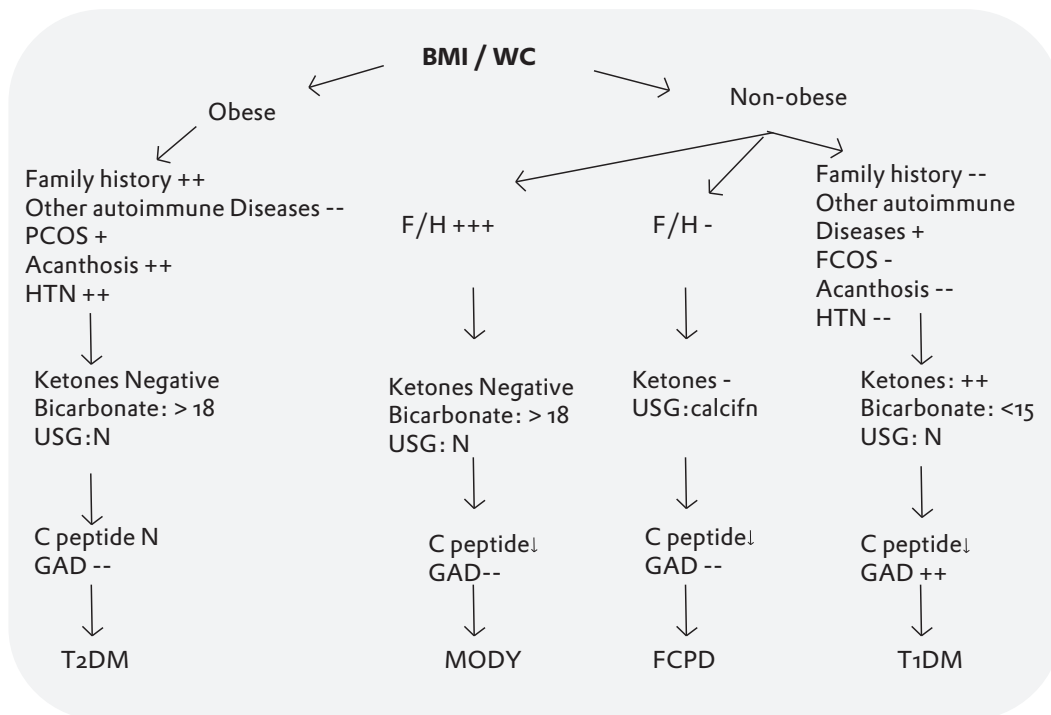 BMI / WC
Obese
Non-obese
Family history ++
Other autoimmune Diseases --
PCOS +
Acanthosis ++
HTN ++
Ketones Negative
Bicarbonate: > 18
USG:N
C peptide N
GAD --
T2DM
F/H +++
Ketones Negative
Bicarbonate: > 18
USG: N
C peptide↓
GAD--
MODY
F/H -
Ketones -
USG:calcifn
C peptide↓
GAD --
FCPD
Family history --
Other autoimmune
Diseases +
FCOS -
Acanthosis --
HTN --
Ketones: ++
Bicarbonate: <15
USG: N
C peptide↓
GAD ++
T1DM